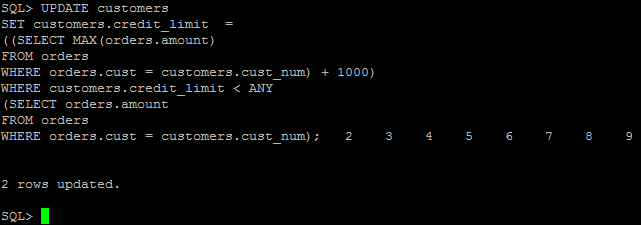 SQL> UPDATE customers
SET customers.credit_limit  =
((SELECT MAX(orders.amount)
FROM orders
WHERE orders.cust = customers.cust_num) + 1000)
WHERE customers.credit_limit < ANY
(SELECT orders.amount
FROM orders
WHERE orders.cust = customers.cust_num);   2    3    4    5    6    7    8    9
2 rows updated.
SQL>